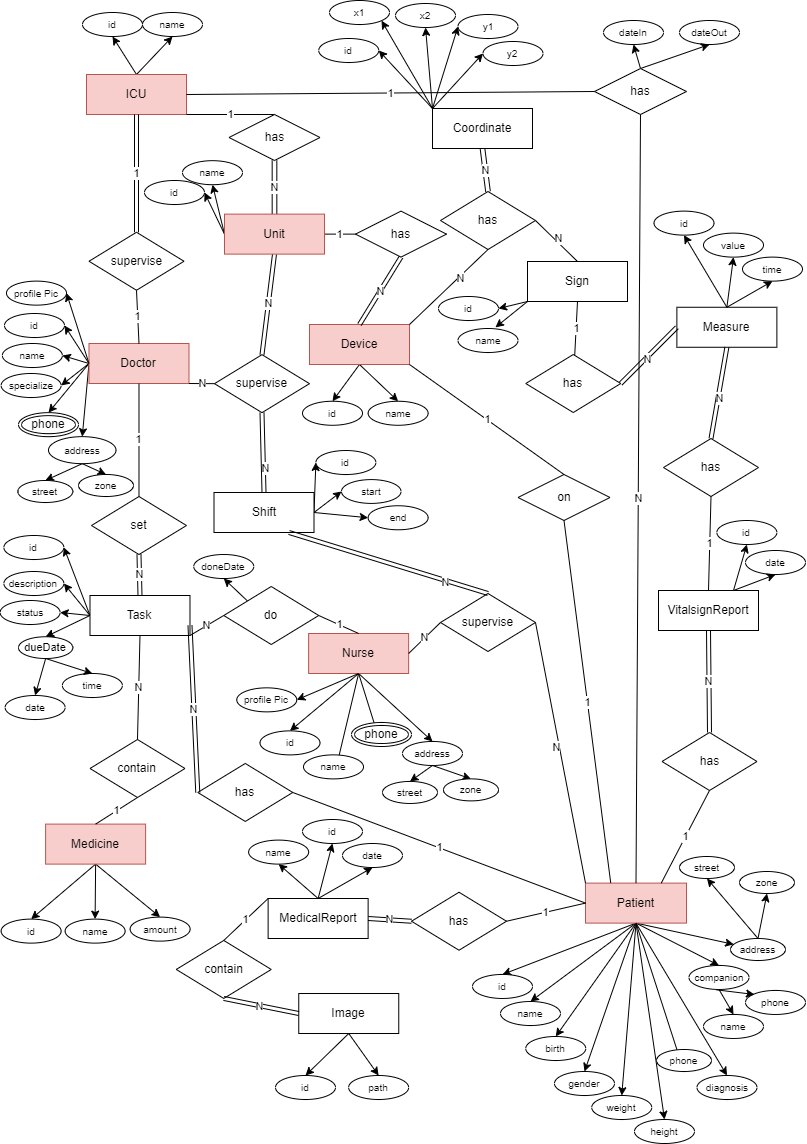 id
name
x1
x2
y1
y2
id
dateIn
dateOut
ICU
1
1
has
1
Coordinate
has
N
1
name
id
N
Unit
1
has
has
N
N
id
value
time
supervise
1
N
N
N
Sign
id
name
1
Measure
profile Pic
id
name
specialize
phone
address
street
zone
Doctor
N
supervise
Device
id
name
has
N
N
1
1
N
id
start
end
Shift
has
on
N
1
set
N
id
description
status
dueDate
date
time
Task
doneDate
N
do
1
Nurse
N
N
supervise
id
date
VitalsignReport
N
N
profile Pic
id
name
phone
address
street
zone
1
N
has
N
contain
1
has
1
1
Medicine
id
name
amount
name
id
date
MedicalReport
N
has
1
Patient
street
zone
address
1
contain
N
Image
id
path
id
name
birth
gender
weight
height
phone
diagnosis
companion
phone
name